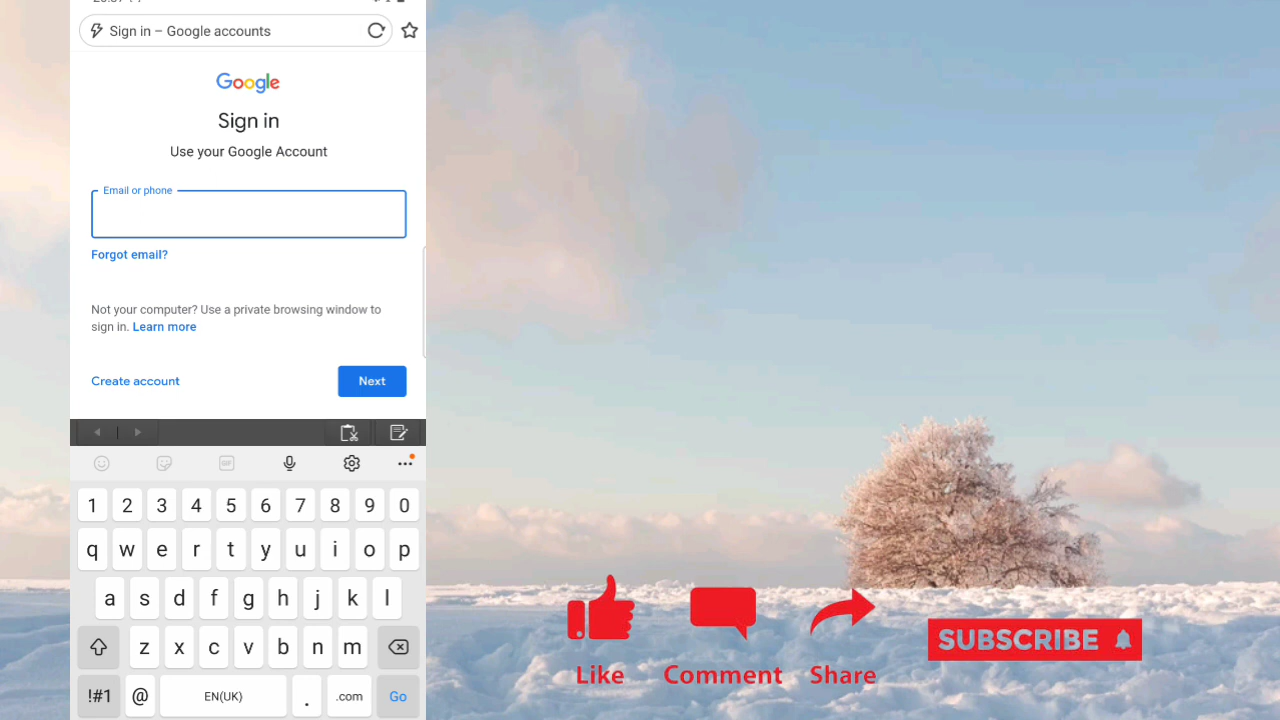 Sign in – Google accounts
Google
Sign in
Use your Google Account
Email or phone
Forgot email?
Not your computer? Use a private browsing window to
sign in. Learn more
Create account
Next
GIF
1 2 3 4 5 6 7 8 9 0
q w e r t y u i o p
a s d f g h j k l
z x c v b n m
!#1 @ EN(UK) . .com Go
Like
Comment
Share
SUBSCRIBE